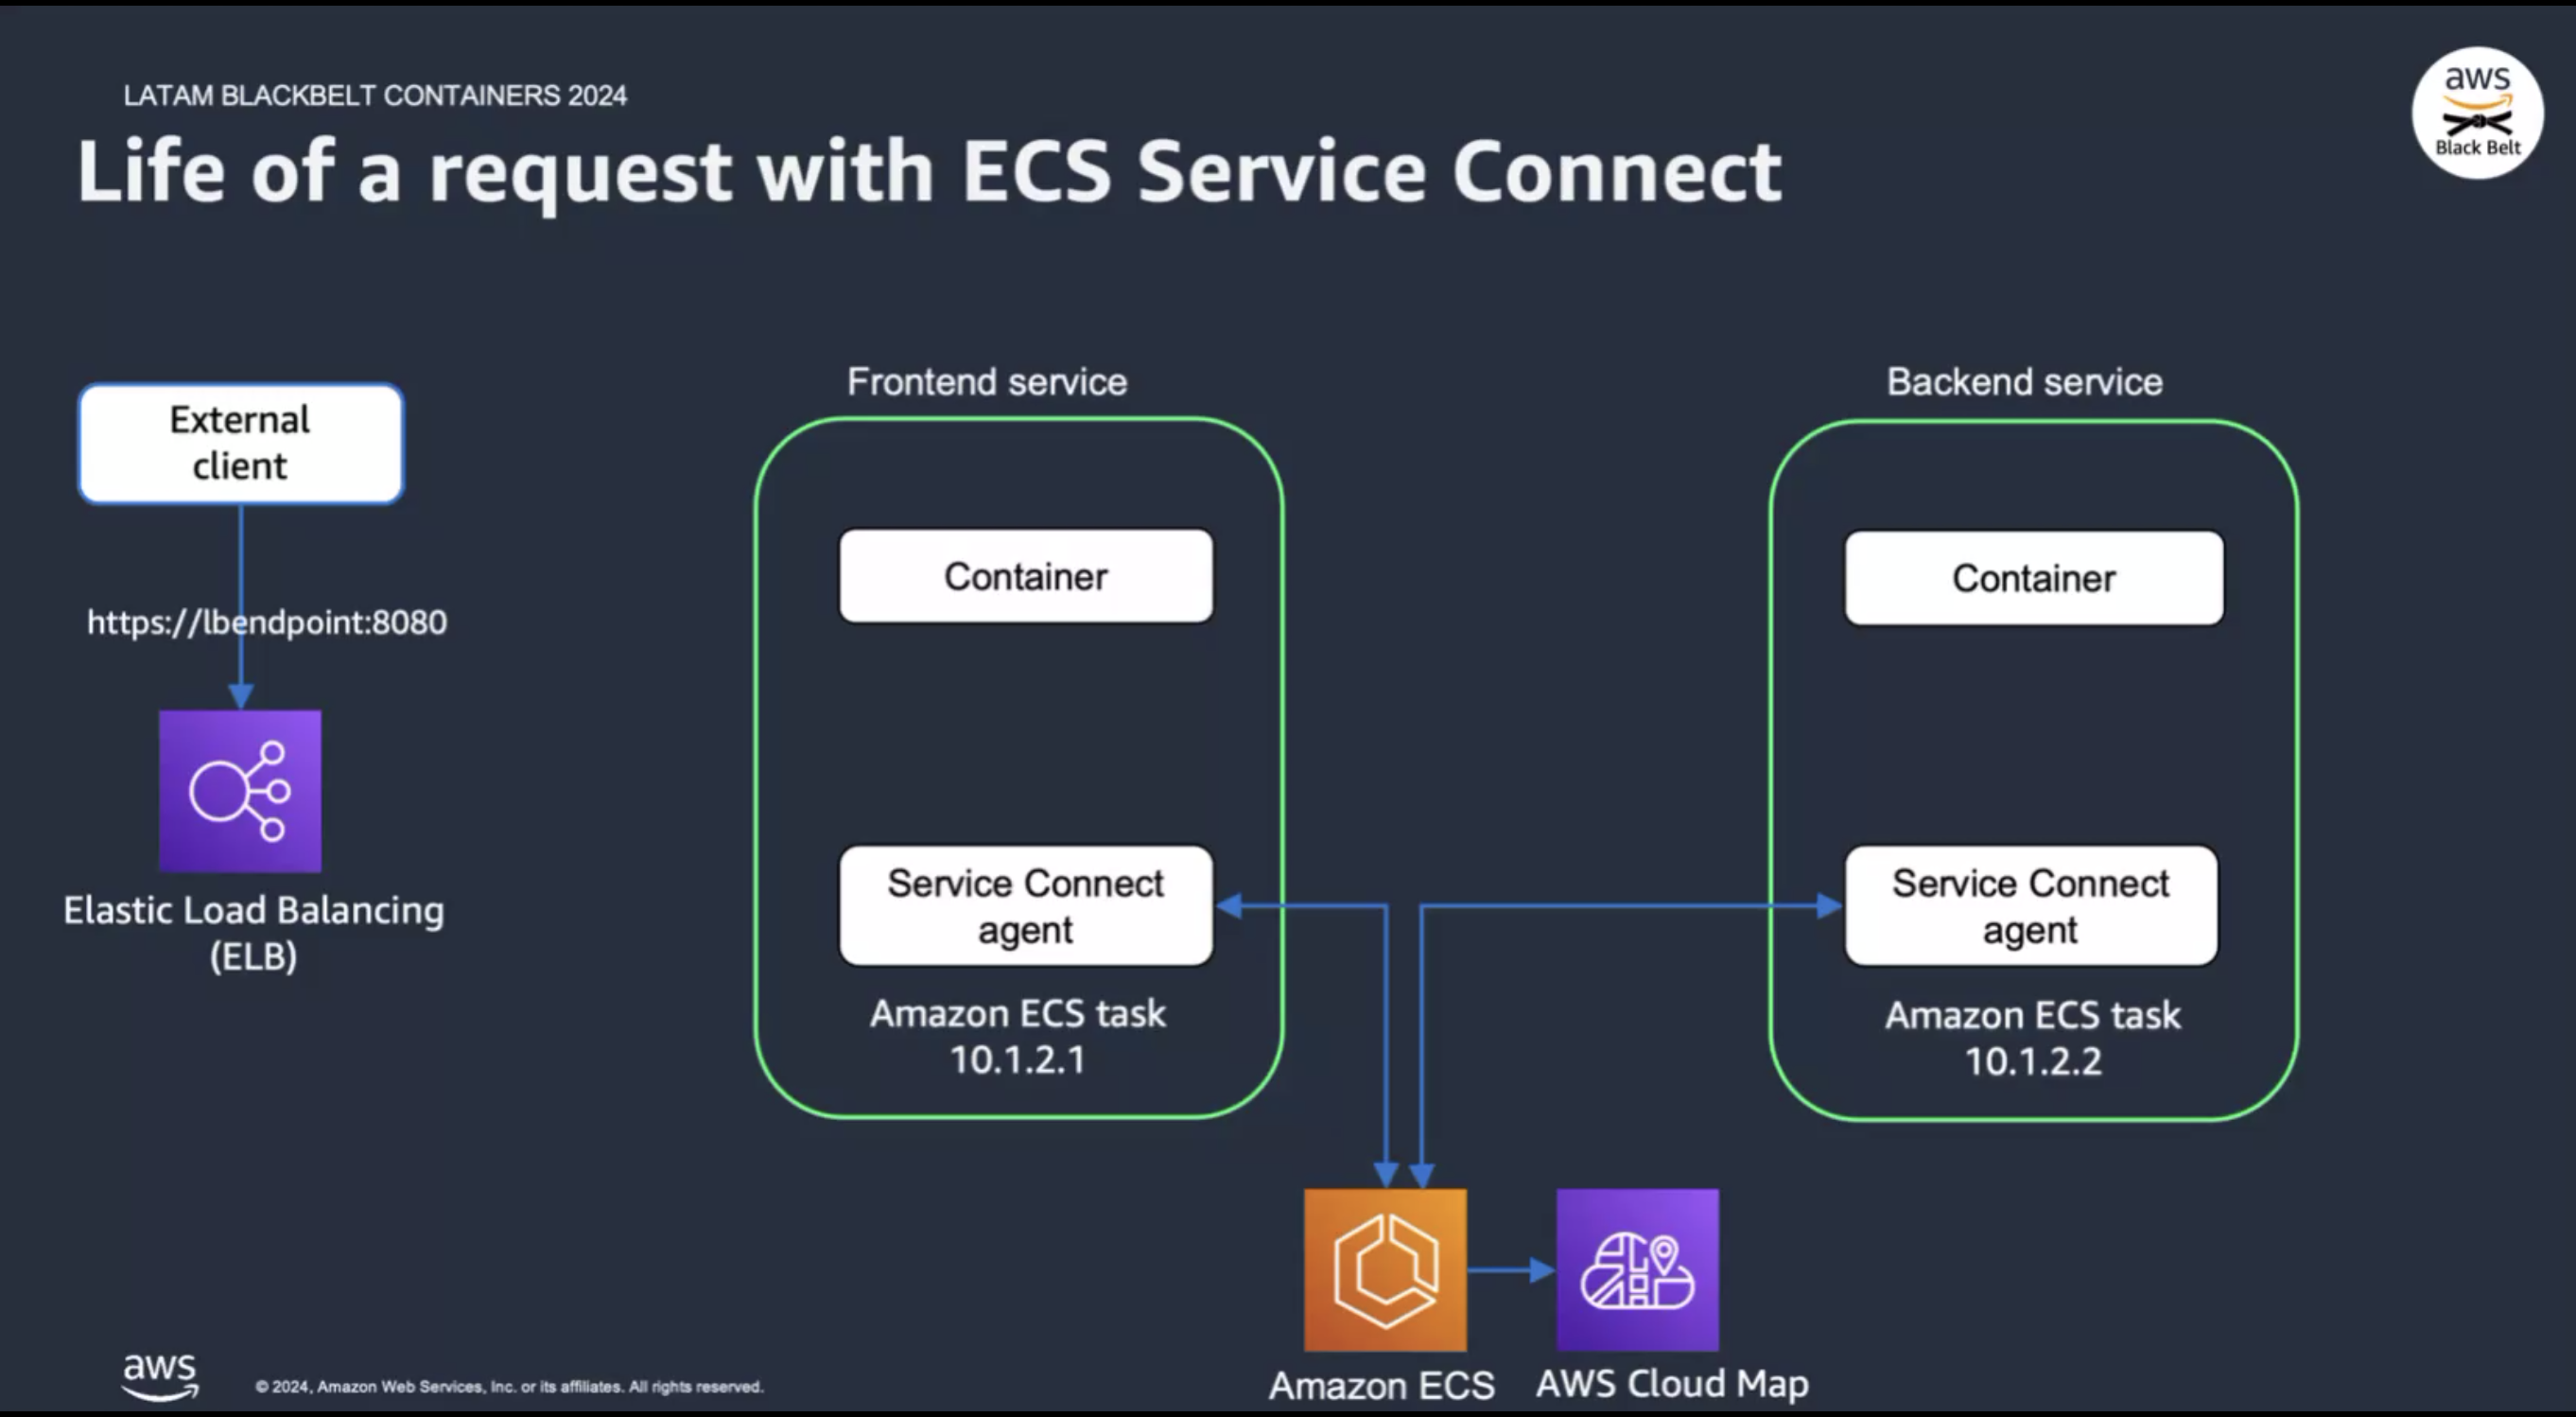 LATAM BLACKBELT CONTAINERS 2024
aws
Black Belt
Life of a request with ECS Service Connect
External
client
https://lbendpoint:8080
Elastic Load Balancing
(ELB)
Frontend service
Container
Service Connect
agent
Amazon ECS task
10.1.2.1
Backend service
Container
Service Connect
agent
Amazon ECS task
10.1.2.2
Amazon ECS
AWS Cloud Map
aws
© 2024, Amazon Web Services, Inc. or its affiliates. All rights reserved.